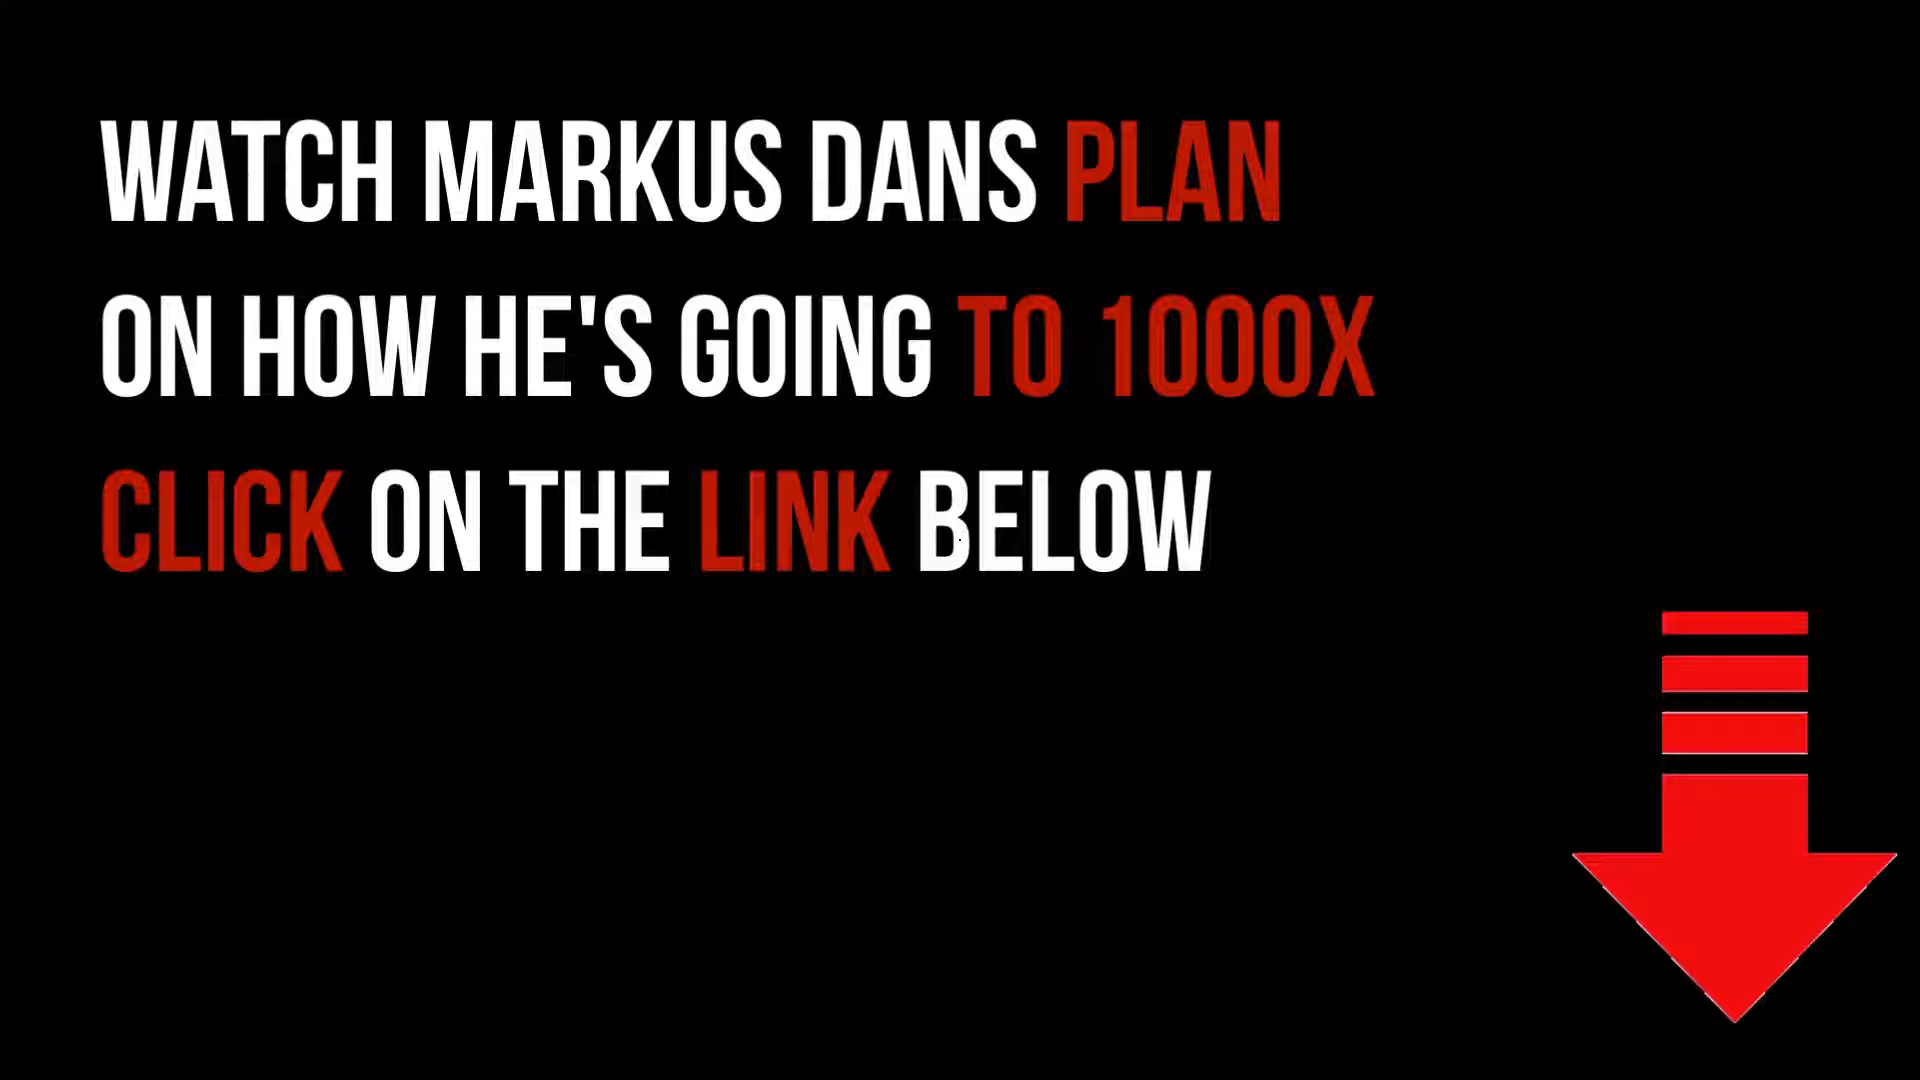 WATCH MARKUS DANS PLAN
ON HOW HE'S GOING TO 1000X
CLICK ON THE LINK BELOW